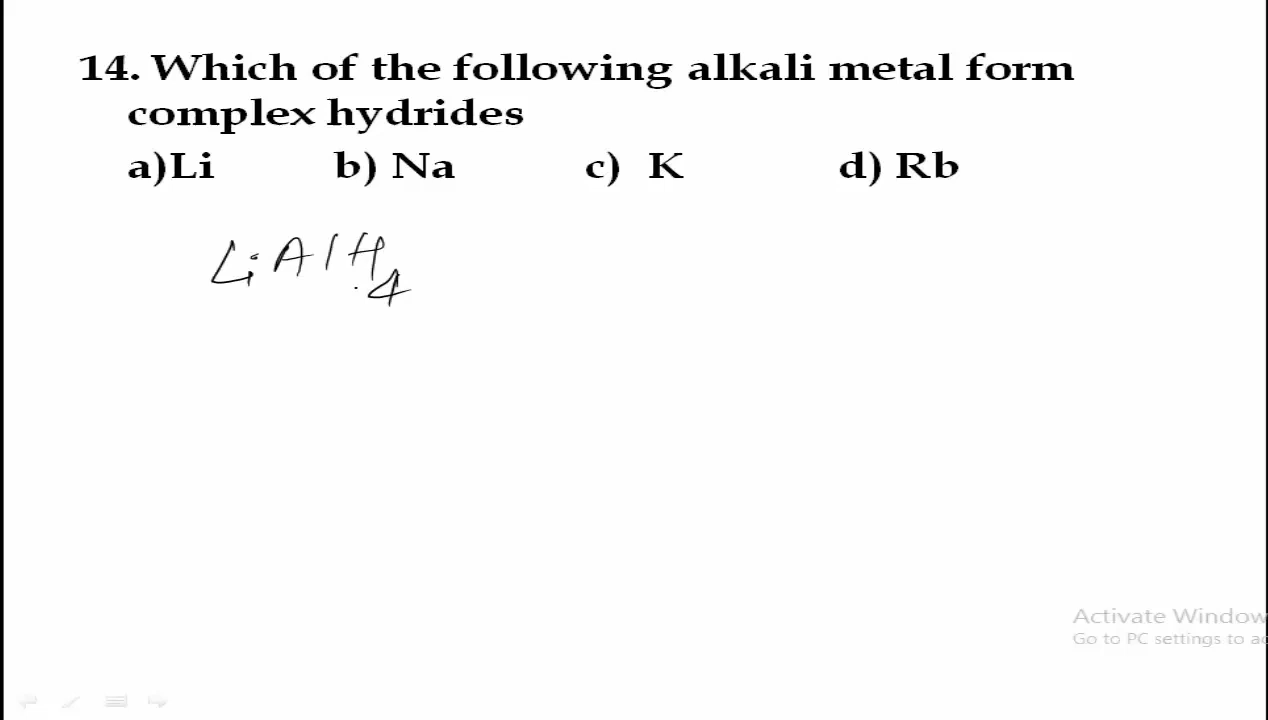 14. Which of the following alkali metal form
complex hydrides
a)Li b) Na c) K d) Rb
LiAlH4
Activate Window
Go to PC settings to ac